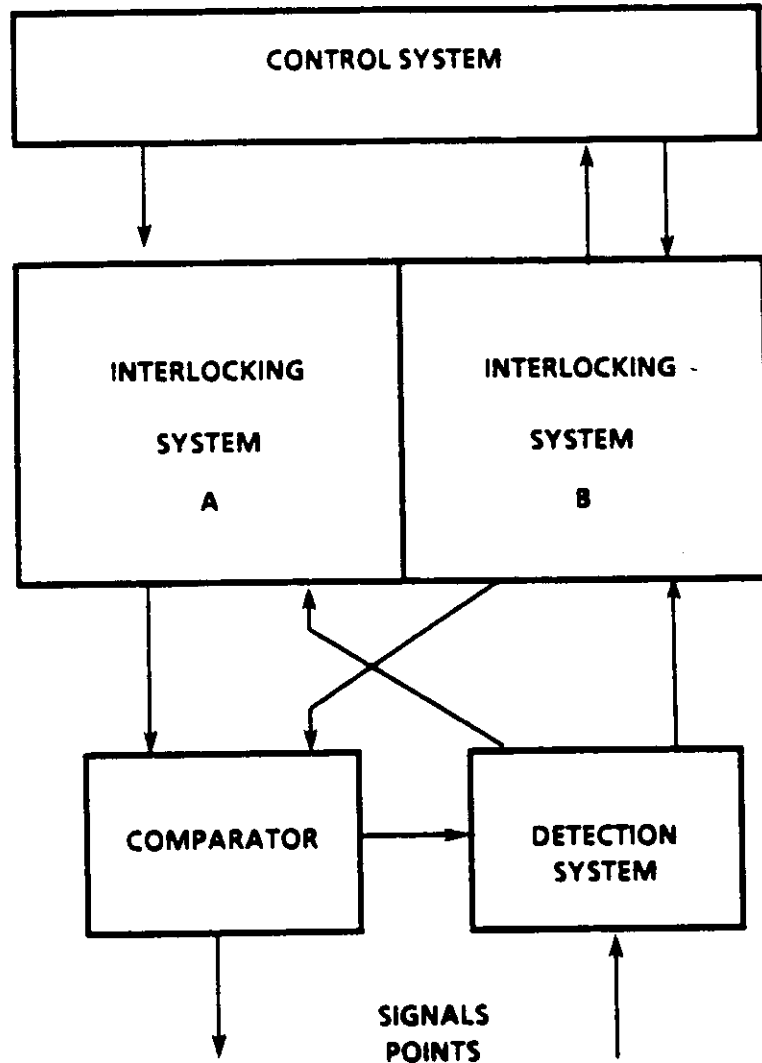 CONTROL SYSTEM
INTERLOCKING
SYSTEM
A
INTERLOCKING
SYSTEM
B
COMPARATOR
DETECTION
SYSTEM
SIGNALS
POINTS